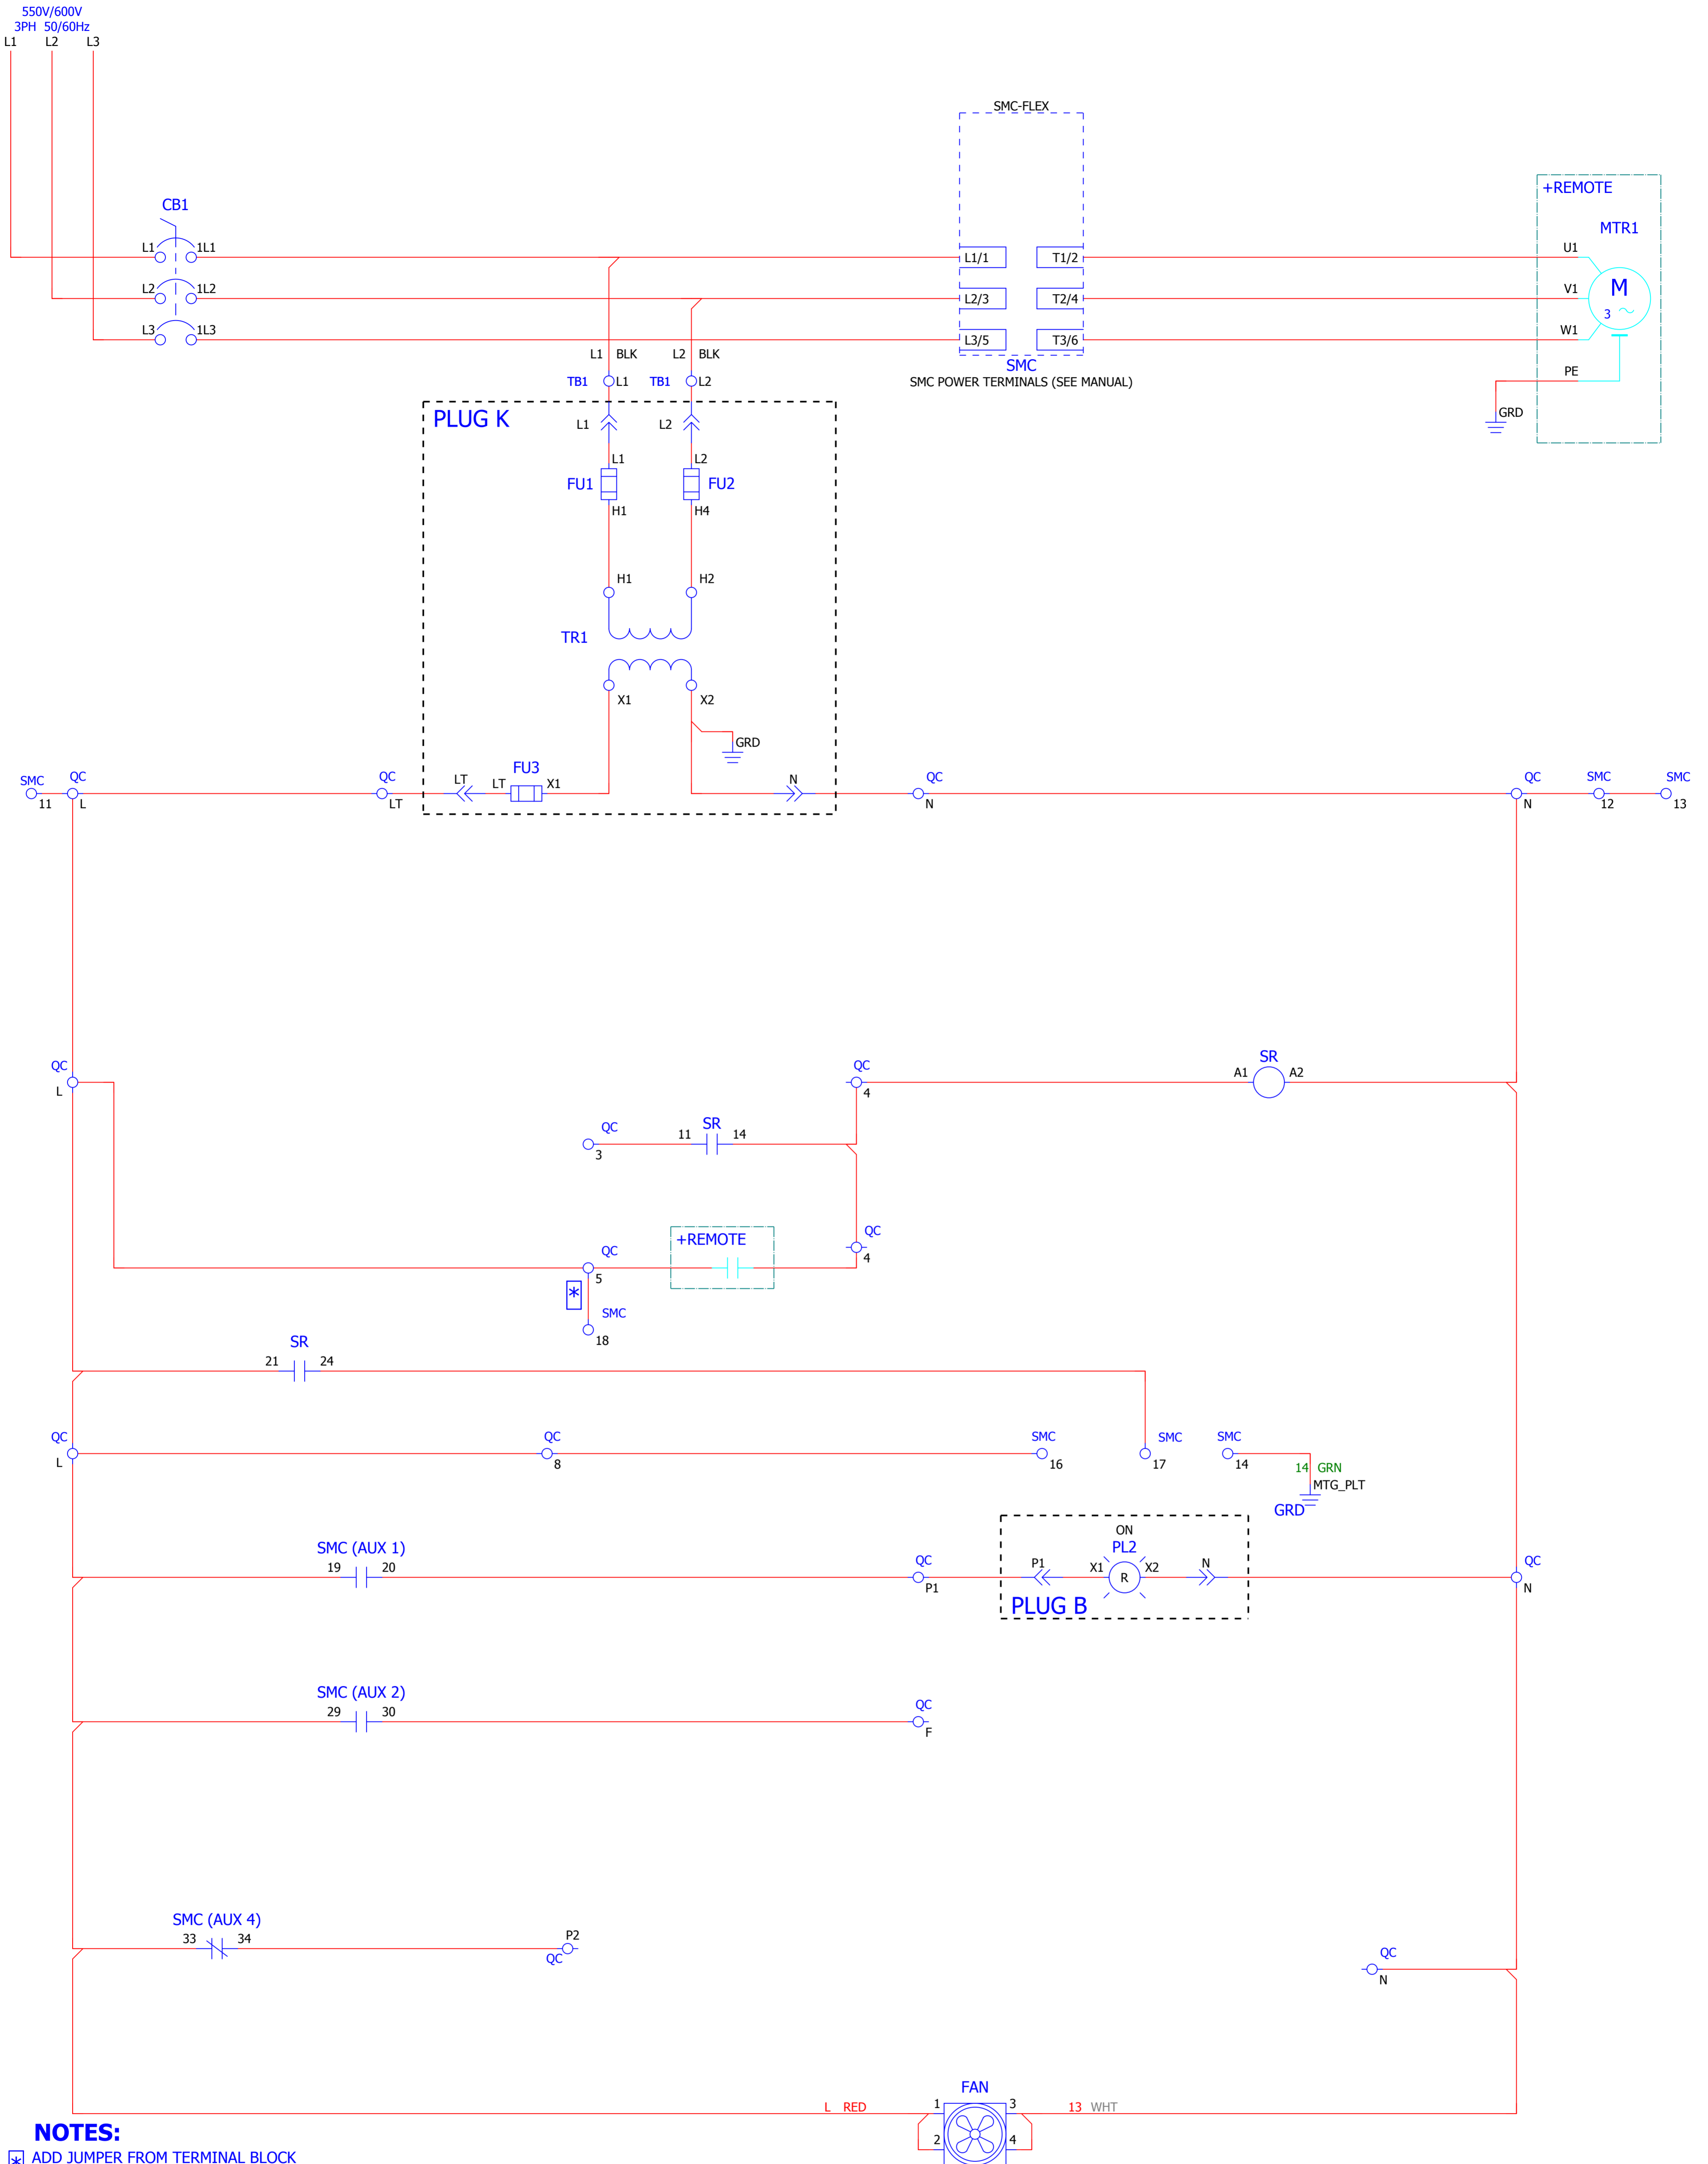 550V/600V
3PH 50/60Hz
L1 L2 L3
SMC-FLEX
+REMOTE
CB1
MTR1
L1 1L1 L1/1 T1/2 U1
L2 1L2 L2/3 T2/4 V1 M
3
L3 1L3 L3/5 T3/6 W1
L1 BLK L2 BLK
SMC
SMC POWER TERMINALS (SEE MANUAL)
PE
TB1 L1 TB1 L2
GRD
PLUG K
L1 L2
L1 L2
FU1 FU2
H1 H4
H1 H2
TR1
X1 X2
GRD
SMC QC QC LT LT FU3 X1 N QC QC SMC SMC
11 L LT N N 12 13
QC QC SR
L 4 A1 A2
QC 11 SR 14
3
QC
4
QC +REMOTE
5
* SMC
18
SR
21 24
QC QC SMC SMC SMC
L 8 16 17 14
14 GRN
MTG_PLT
GRD
ON
SMC (AUX 1) PL2
19 20 QC P1 X1 R X2 N QC
P1 N
PLUG B
SMC (AUX 2)
29 30 QC
F
SMC (AUX 4)
33 34 P2
QC
QC
N
FAN
L RED 1 3 13 WHT
2 4
NOTES:
* ADD JUMPER FROM TERMINAL BLOCK